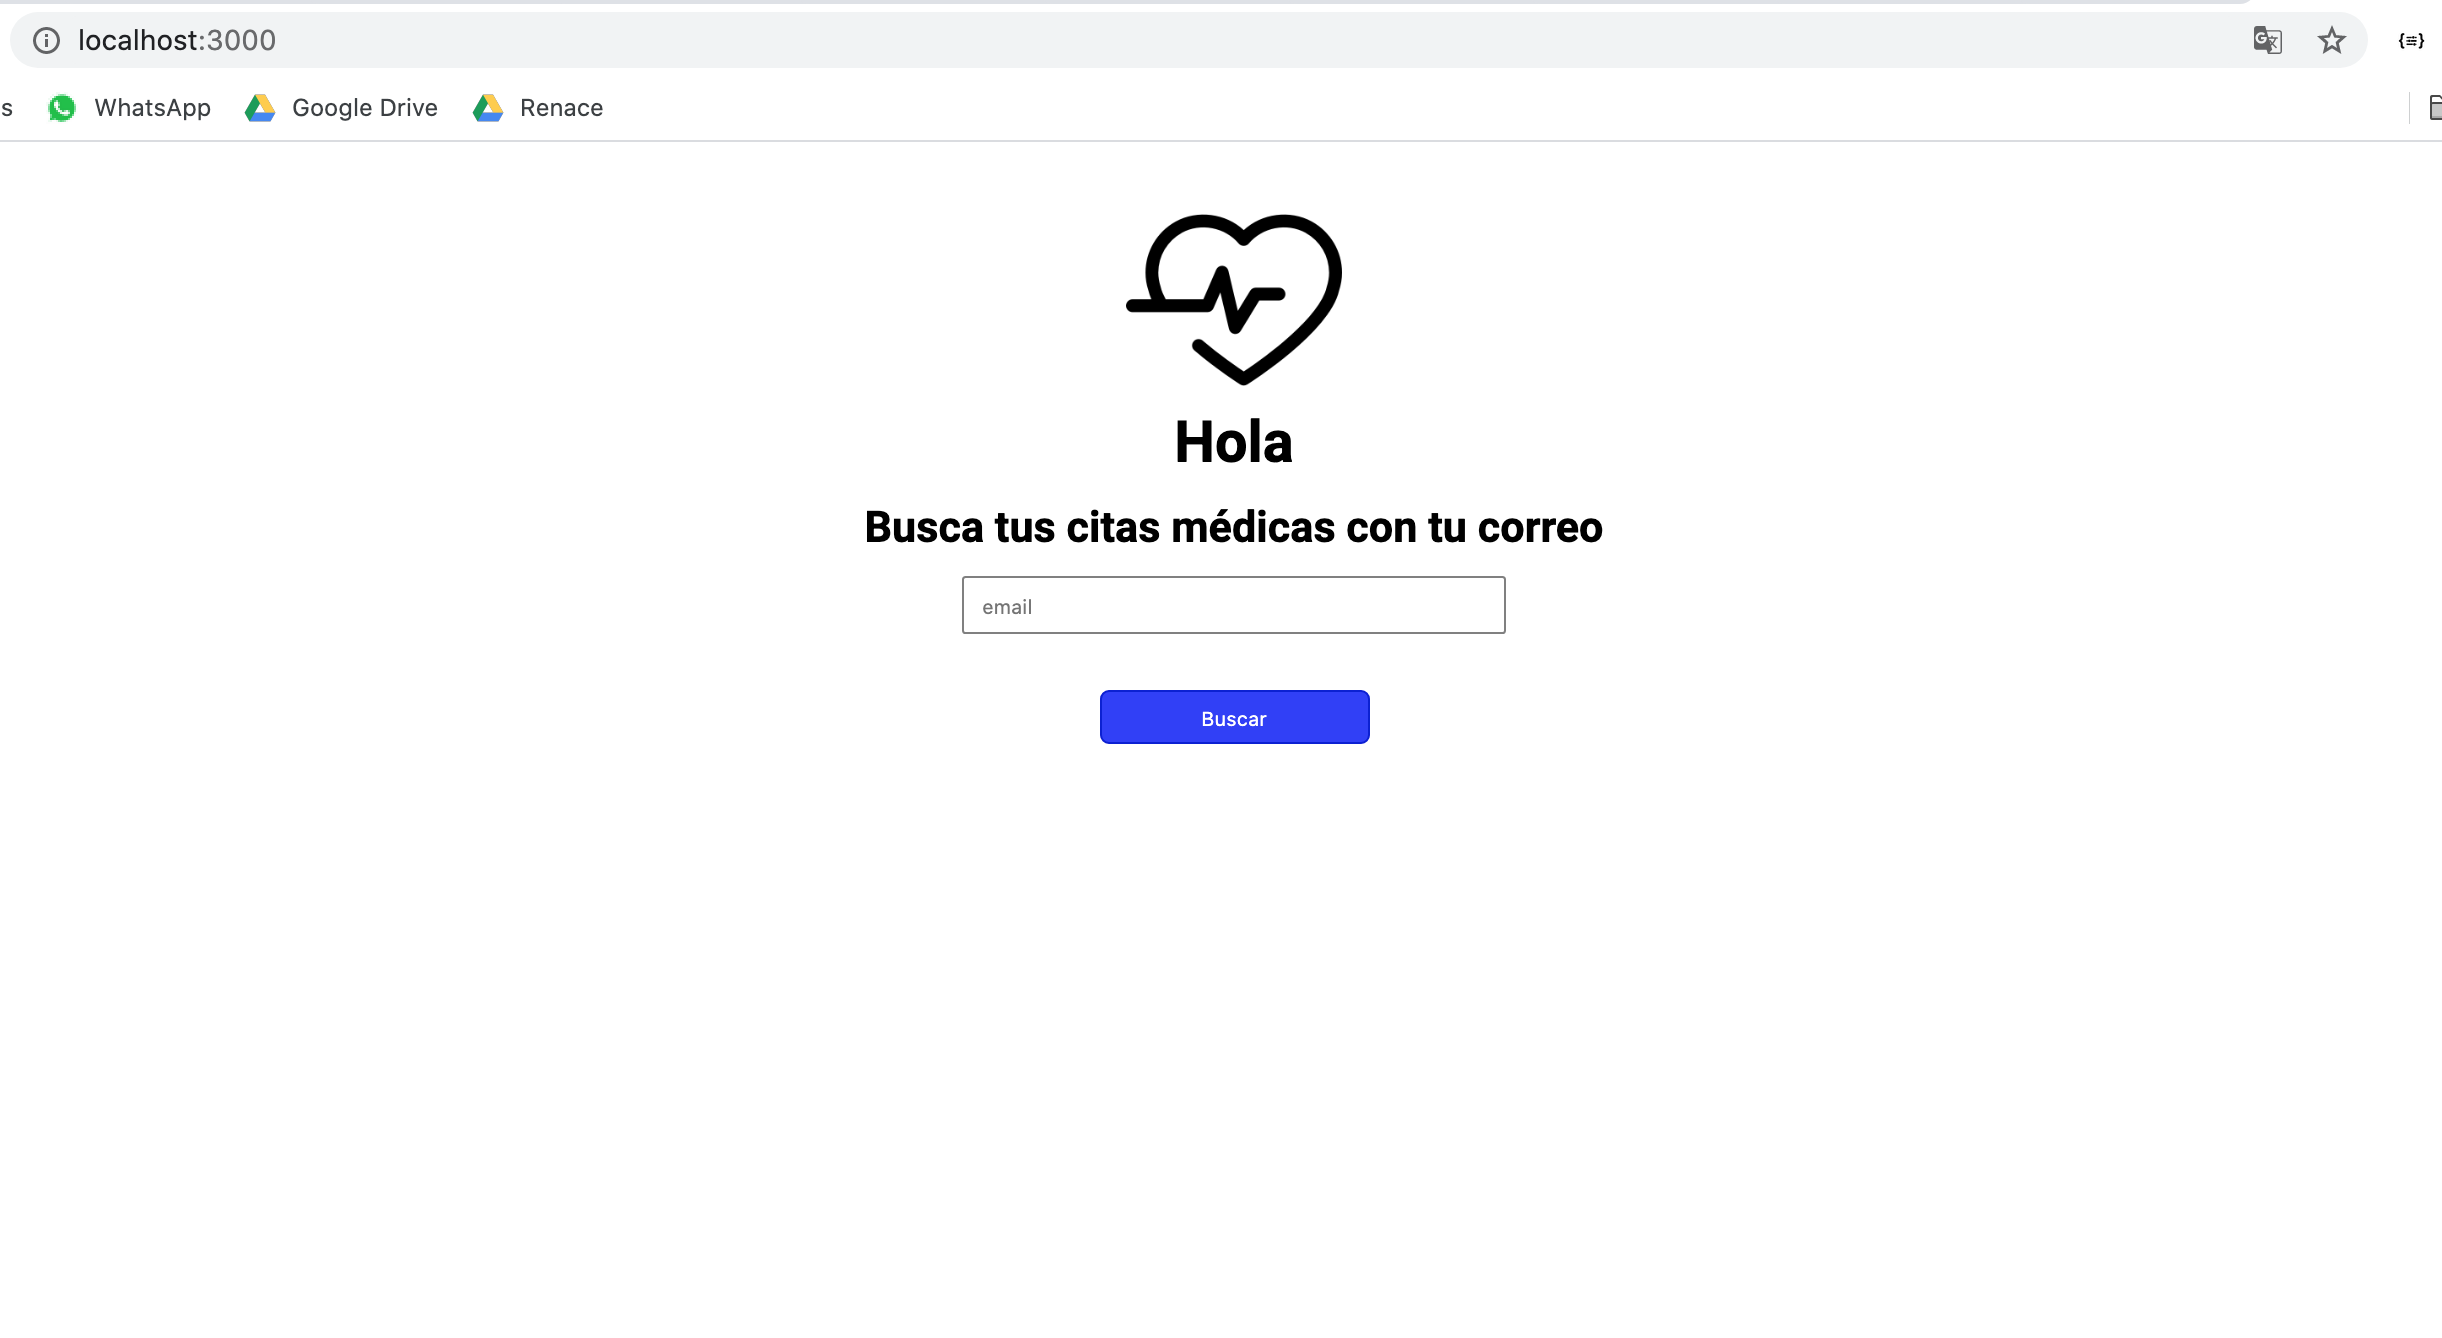 localhost:3000
s WhatsApp Google Drive Renace
Hola
Busca tus citas médicas con tu correo
email
Buscar